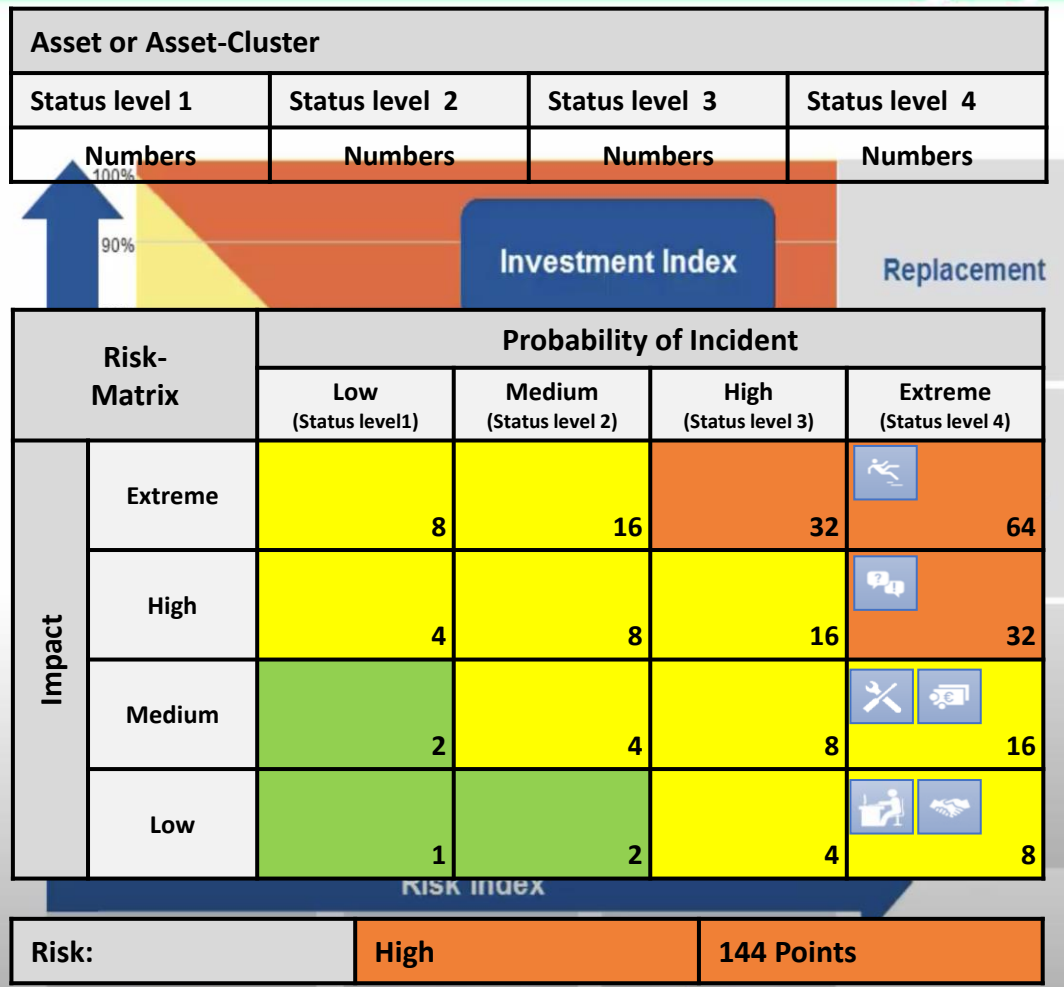 Asset or Asset-Cluster
Status level 1 Status level 2 Status level 3 Status level 4
Numbers Numbers Numbers Numbers
100%
90%
Investment Index
Replacement
Risk-
Matrix
Probability of Incident
Low Medium High Extreme
(Status level1) (Status level 2) (Status level 3) (Status level 4)
Impact
Extreme
8 16 32 64
High
? !
4 8 16 32
Medium
€
2 4 8 16
Low
1 2 4 8
Risk Index
Risk: High 144 Points